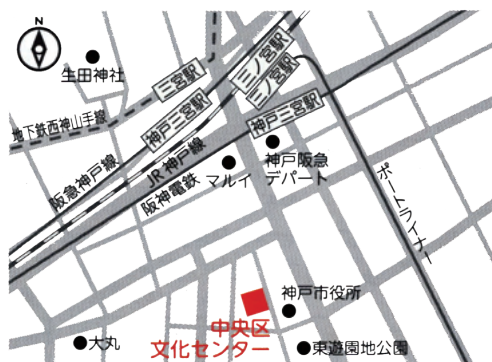 N
生田神社
三宮駅
三ノ宮駅
三ノ宮駅
地下鉄西神山手線
神戸三宮駅
神戸三宮駅
阪急神戸線
JR神戸線
阪神電鉄
マルイ
神戸阪急
デパート
ポートライナー
神戸市役所
中央区
文化センター
大丸
東遊園地公園